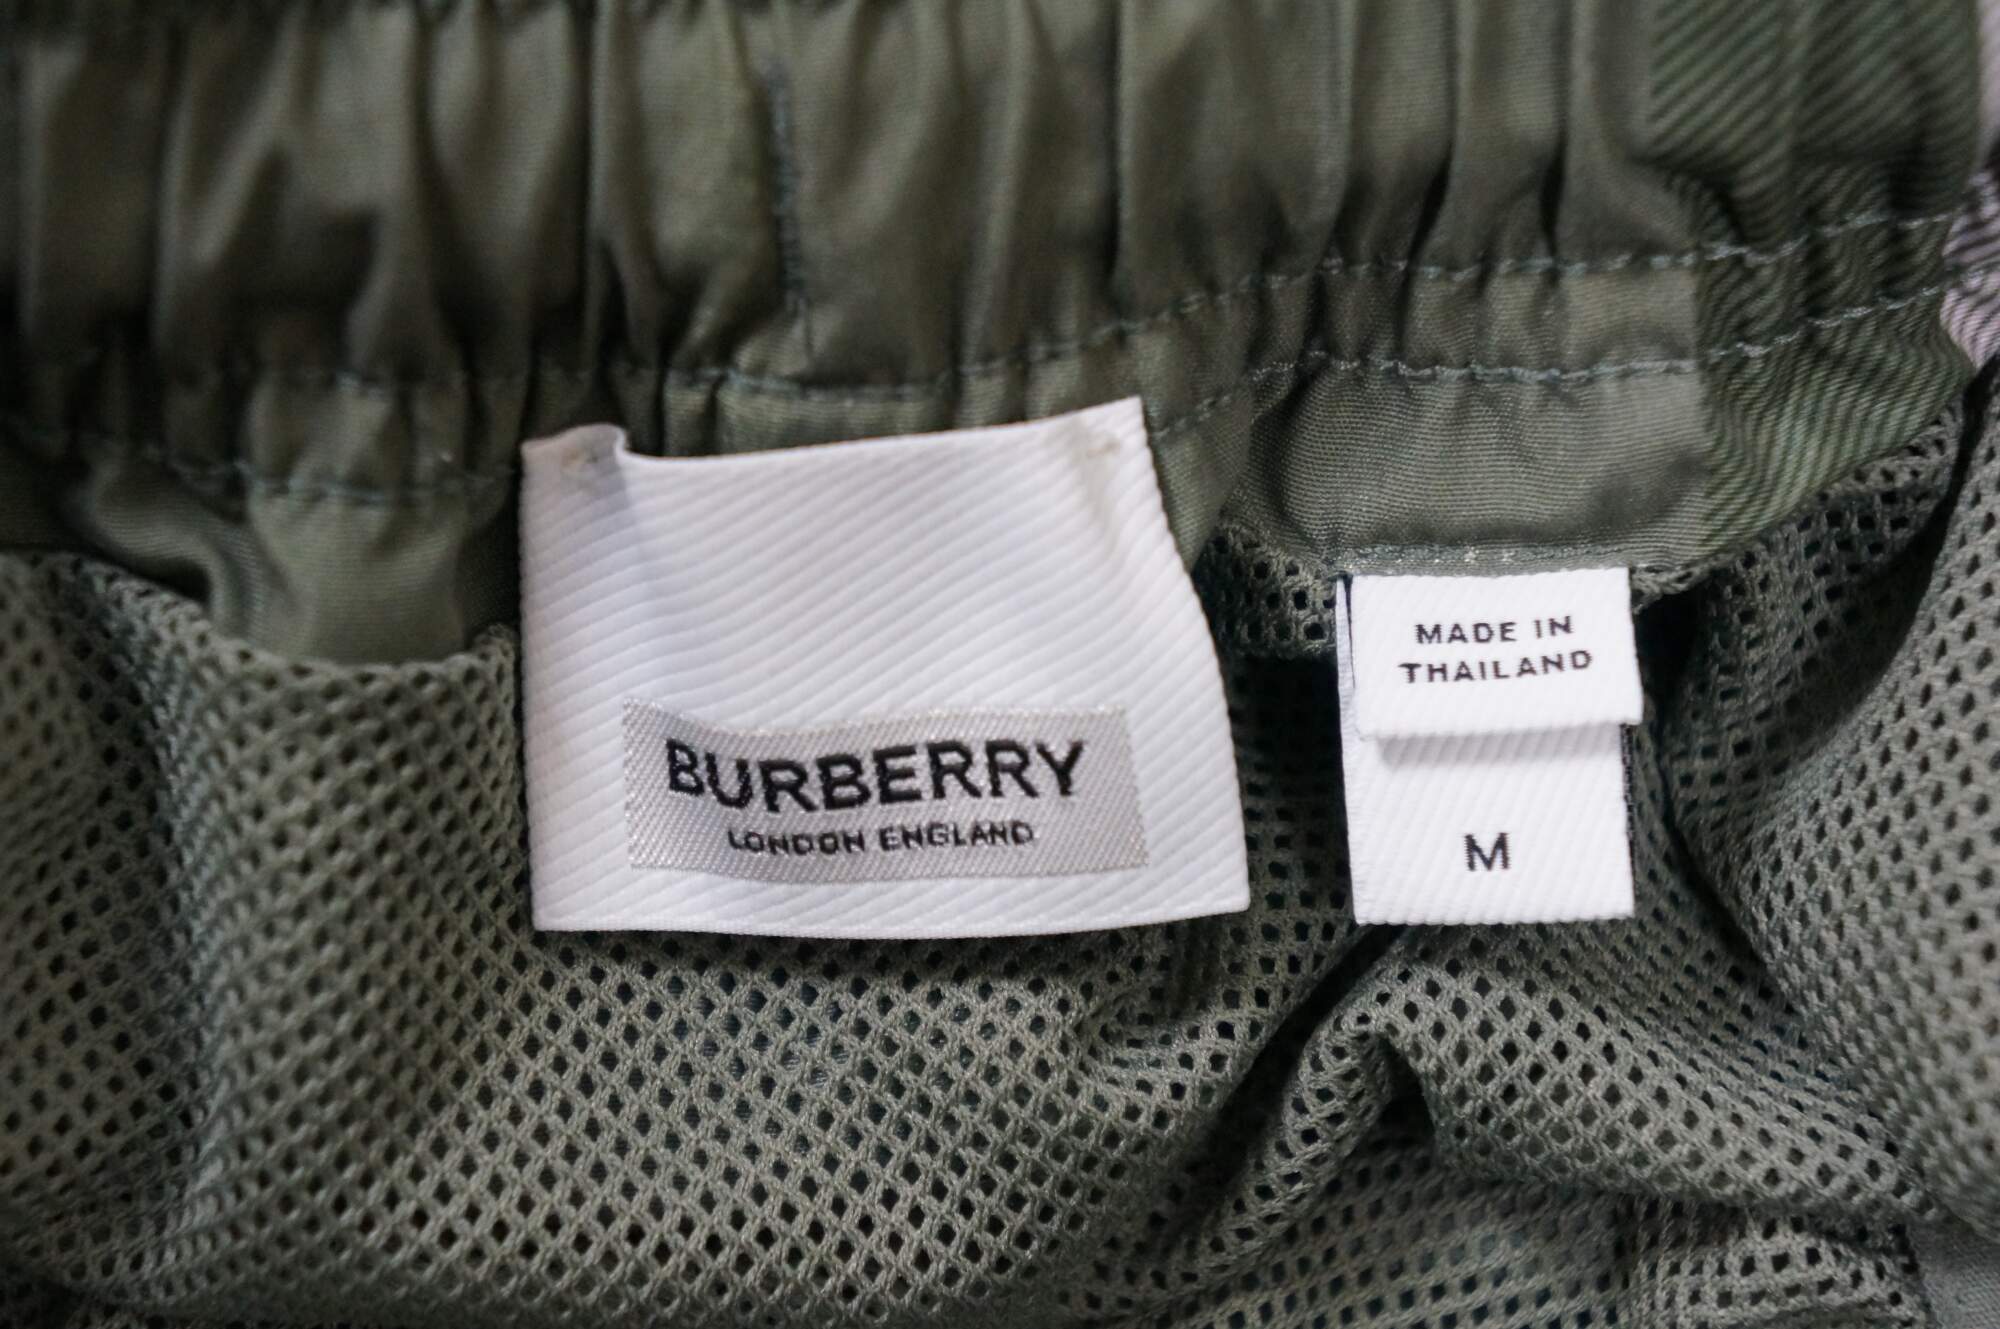 BURBERRY
LONDON ENGLAND
MADE IN
THAILAND
M